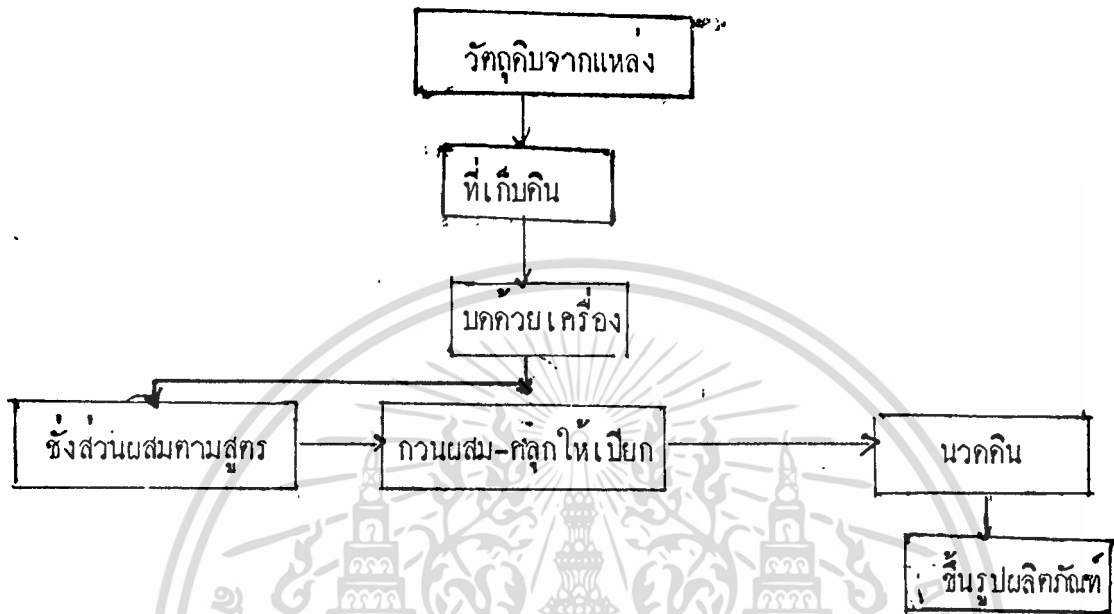 วัตถุดิบจากแหล่ง
ที่เก็บดิน
บดด้วยเครื่อง
ชั่งส่วนผสมตามสูตร
กวนผสม-คลุกให้เปียก
นวดดิน
ขึ้นรูปผลิตภัณฑ์